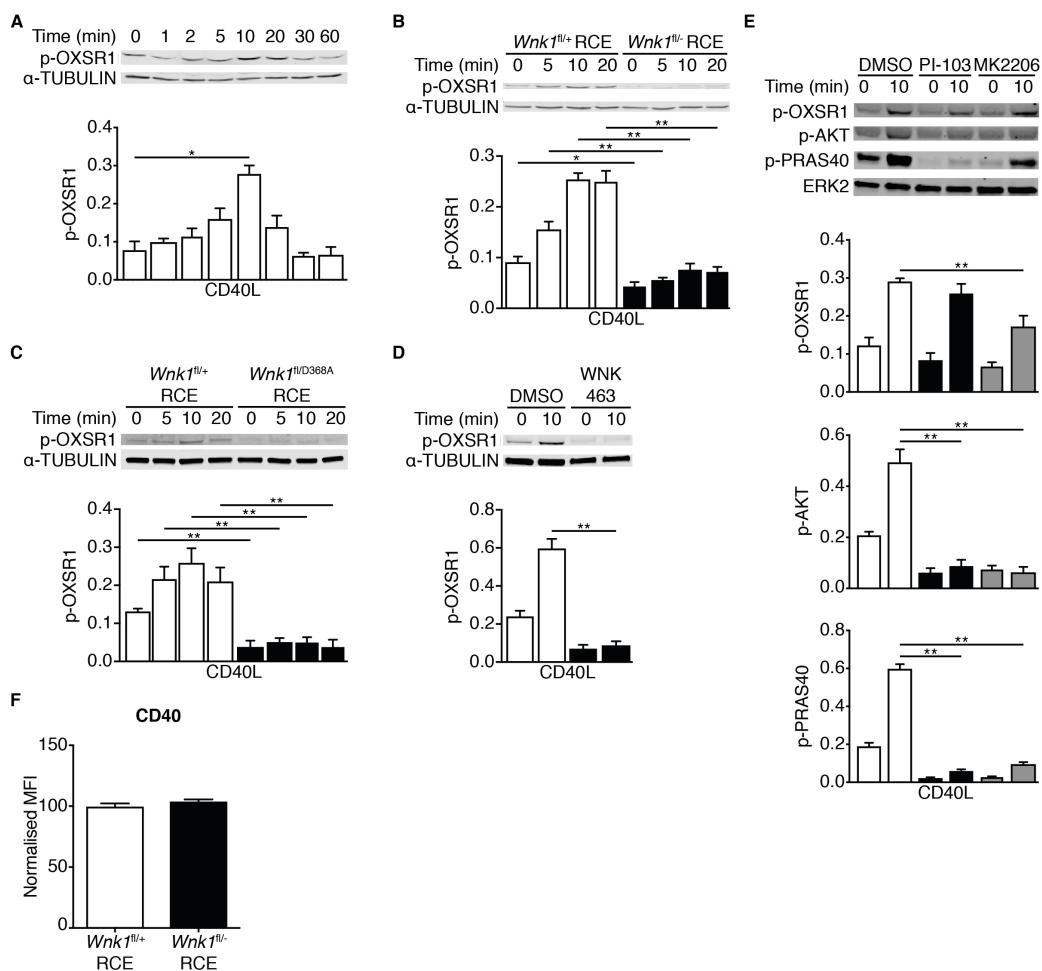 A
Time (min) 0 1 2 5 10 20 30 60
p-OXSR1
α-TUBULIN
0.4
0.3
0.2
0.1
0.0
p-OXSR1
*
CD40L
B
Wnk1fl/+ RCE Wnk1fl/- RCE
Time (min) 0 5 10 20 0 5 10 20
p-OXSR1
α-TUBULIN
0.3
0.2
0.1
0.0
p-OXSR1
**
**
**
*
CD40L
C
Wnk1fl/+ Wnk1fl/D368A
RCE RCE
Time (min) 0 5 10 20 0 5 10 20
p-OXSR1
α-TUBULIN
0.4
0.3
0.2
0.1
0.0
p-OXSR1
**
**
**
**
CD40L
D
WNK
DMSO 463
Time (min) 0 10 0 10
p-OXSR1
α-TUBULIN
0.8
0.6
0.4
0.2
0.0
p-OXSR1
**
CD40L
E
DMSO PI-103 MK2206
Time (min) 0 10 0 10 0 10
p-OXSR1
p-AKT
p-PRAS40
ERK2
0.4
0.3
0.2
0.1
0.0
p-OXSR1
**
0.6
0.4
0.2
0.0
p-AKT
**
**
0.8
0.6
0.4
0.2
0.0
p-PRAS40
**
**
CD40L
F
CD40
150
100
50
0
Normalised MFI
Wnk1fl/+ Wnk1fl/-
RCE RCE